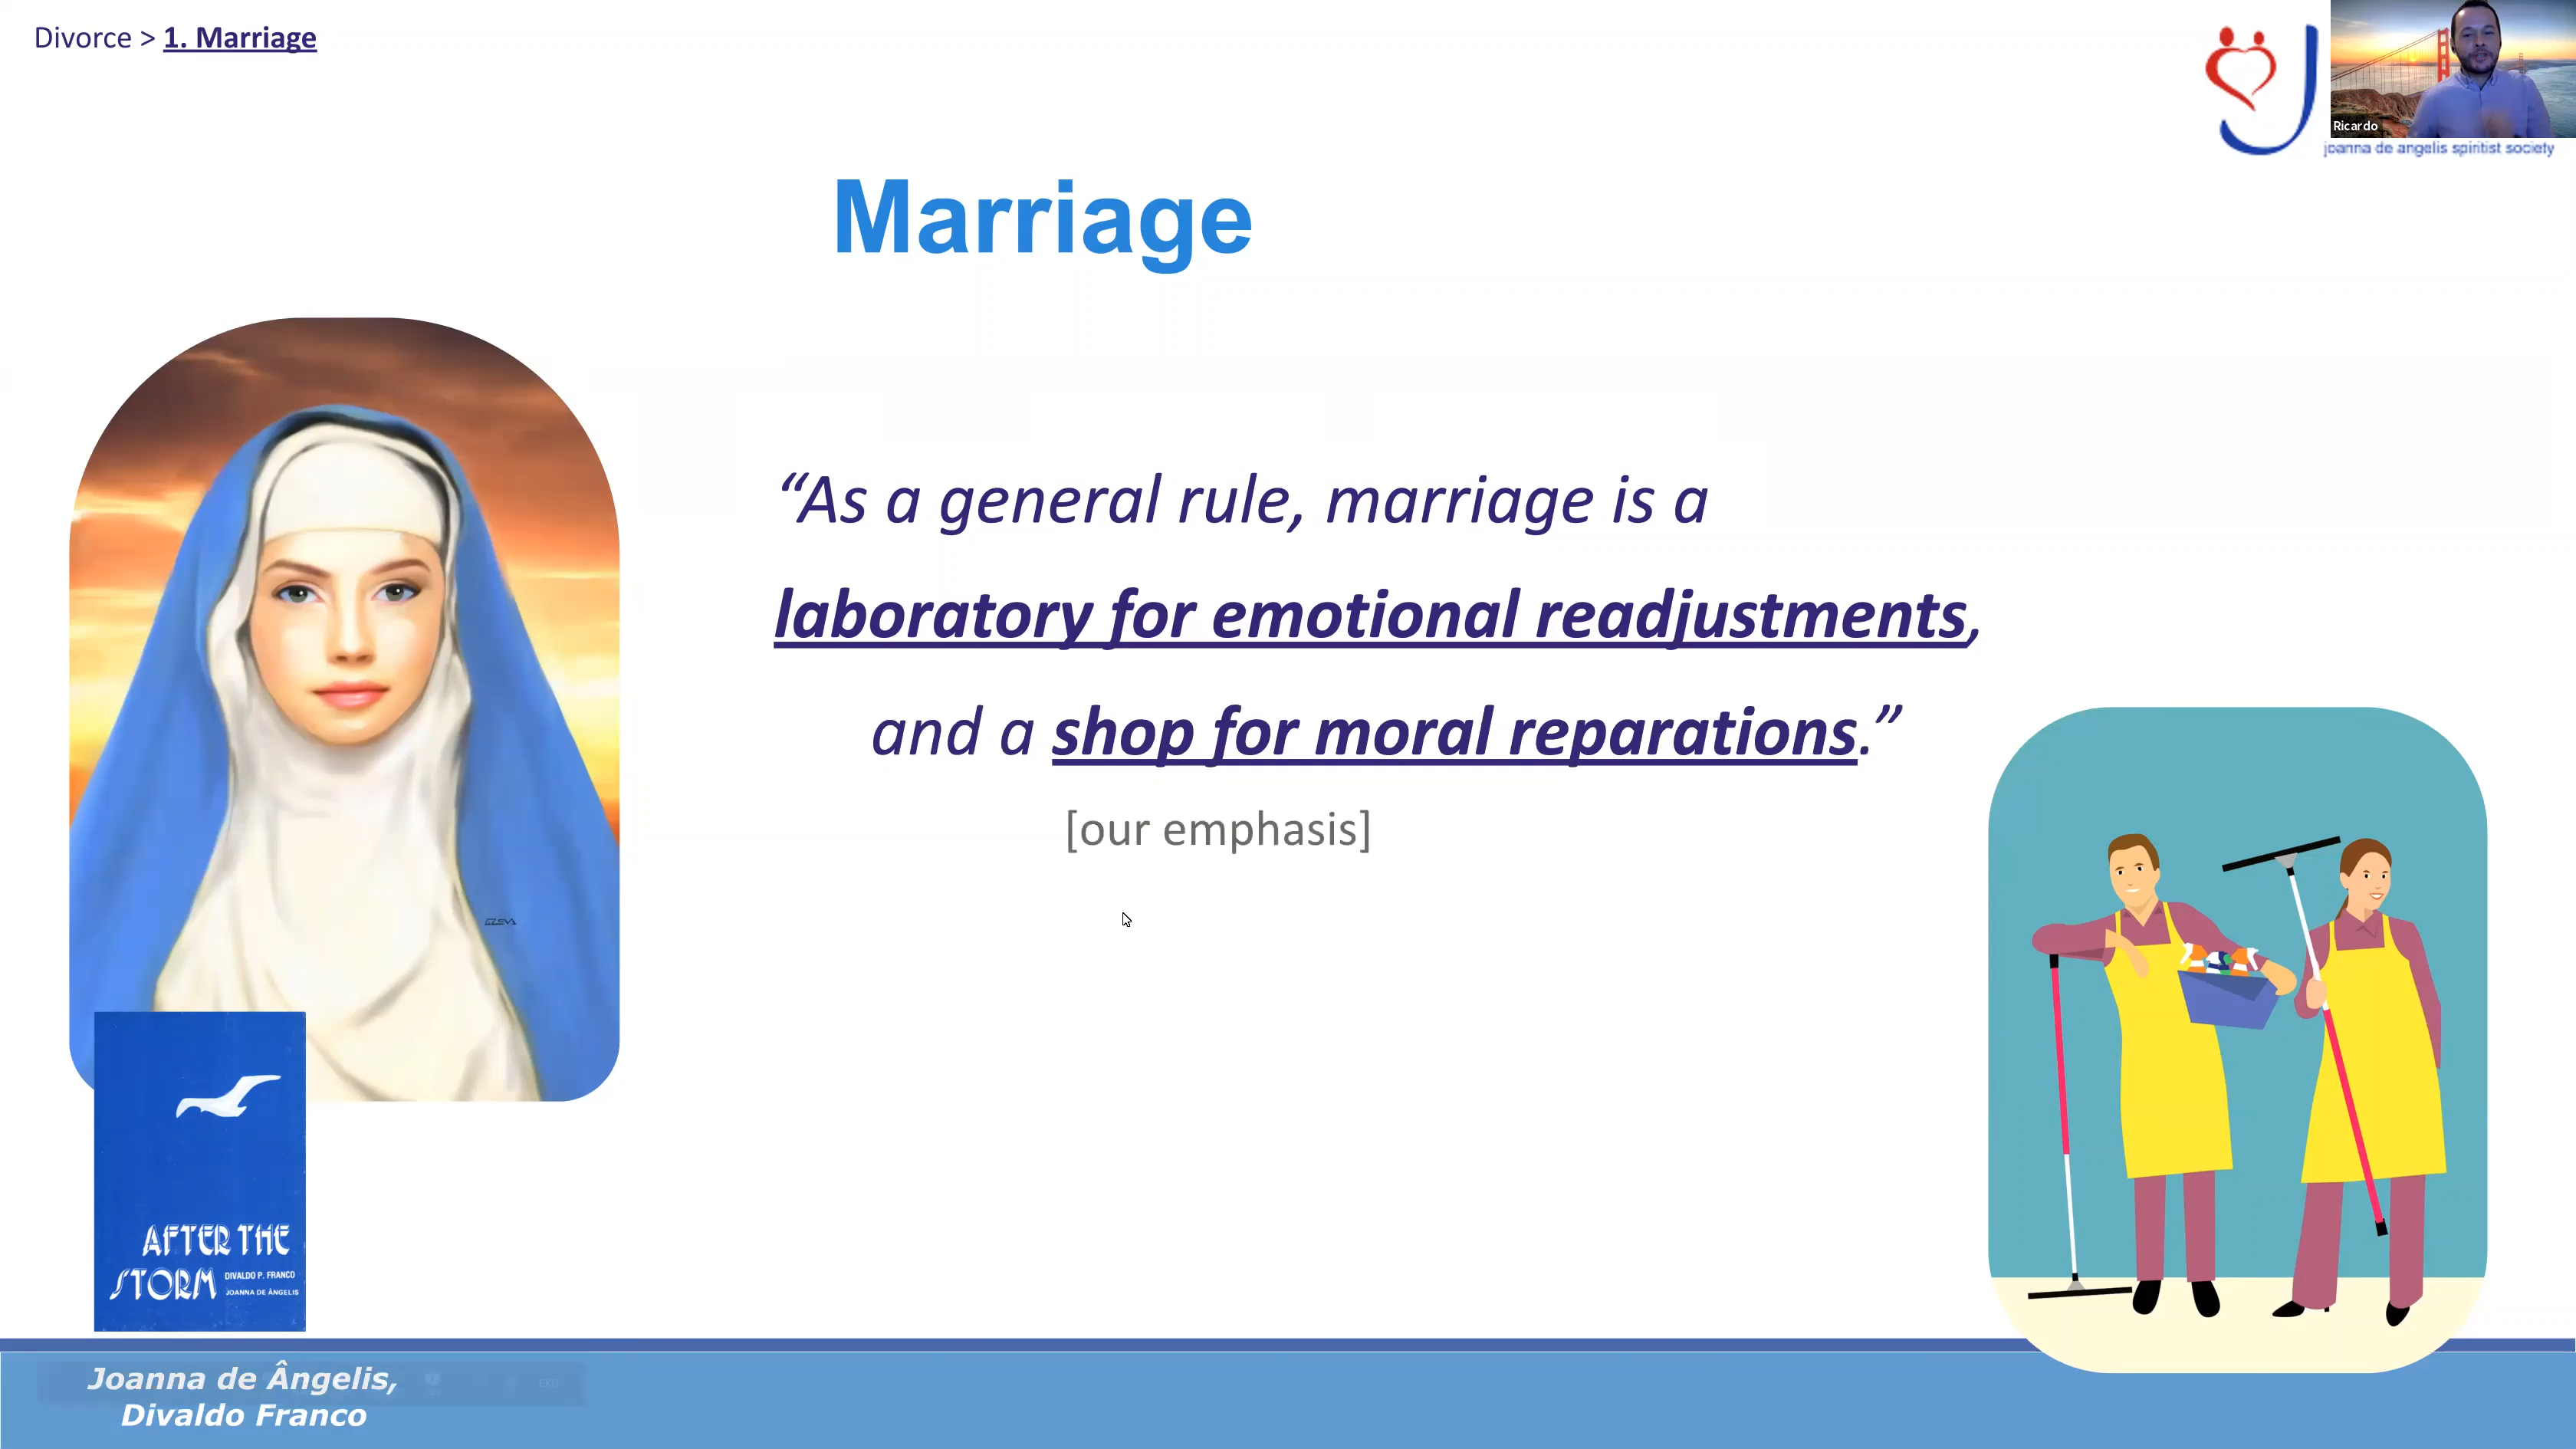 Divorce > 1. Marriage
Ricardo
joanna de angelis spiritist society
Marriage
“As a general rule, marriage is a
laboratory for emotional readjustments,
and a shop for moral reparations.”
[our emphasis]
AFTER THE
STORM
DIVALDO P. FRANCO
JOANNA DE ÂNGELIS
Joanna de Ângelis,
Divaldo Franco